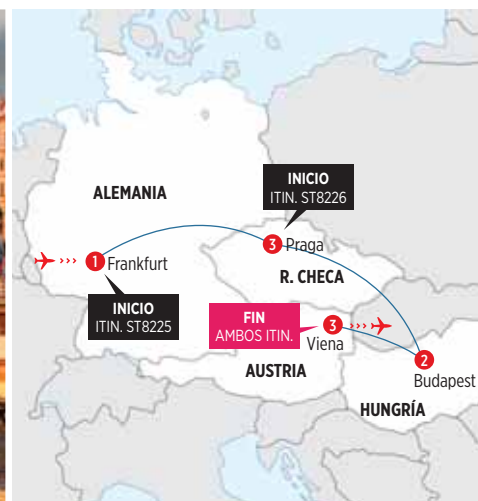 ALEMANIA
INICIO
ITIN. ST8226
3 Praga
1 Frankfurt
R. CHECA
INICIO
ITIN. ST8225
FIN
AMBOS ITIN.
3
Viena
2
Budapest
AUSTRIA
HUNGRÍA